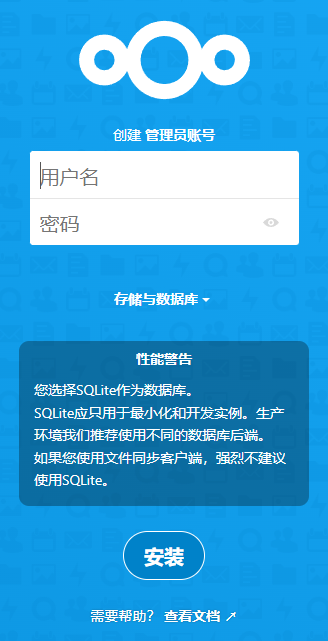 创建 管理员账号
用户名
密码
存储与数据库
性能警告
您选择SQLite作为数据库。
SQLite应只用于最小化和开发实例。生产
环境我们推荐使用不同的数据库后端。
如果您使用文件同步客户端，强烈不建议
使用SQLite。
安装
需要帮助？ 查看文档 ↗